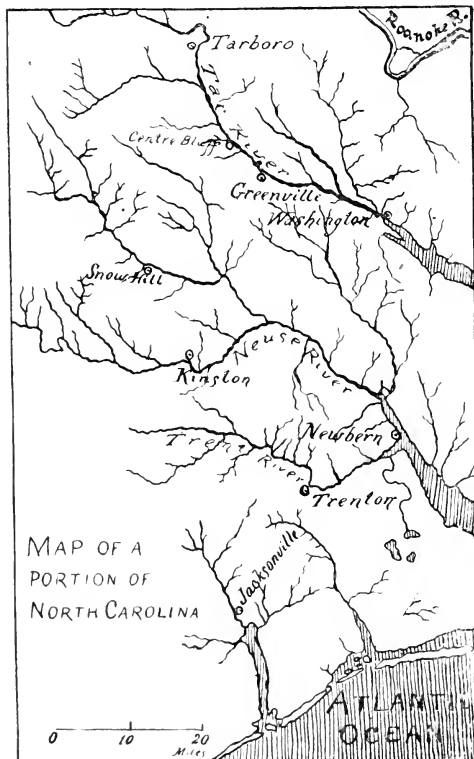 Roanoke R.
Tarboro
Tar River
Centre Bluff
Greenville
Washington
Snow Hill
Neuse River
Kinston
Newbern
Trent River
Trenton
Jacksonville
MAP OF A
PORTION OF
NORTH CAROLINA
ATLANTIC
OCEAN
0 10 20
Miles